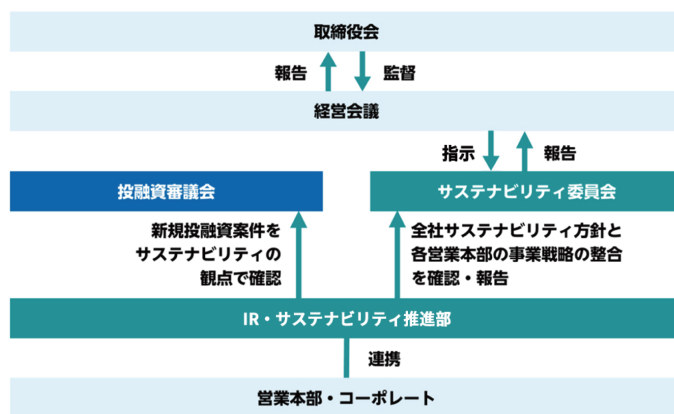 取締役会
報告
監督
経営会議
指示
報告
投融資審議会
サステナビリティ委員会
新規投融資案件を
サステナビリティの
観点で確認
全社サステナビリティ方針と
各営業本部の事業戦略の整合
を確認・報告
IR・サステナビリティ推進部
連携
営業本部・コーポレート